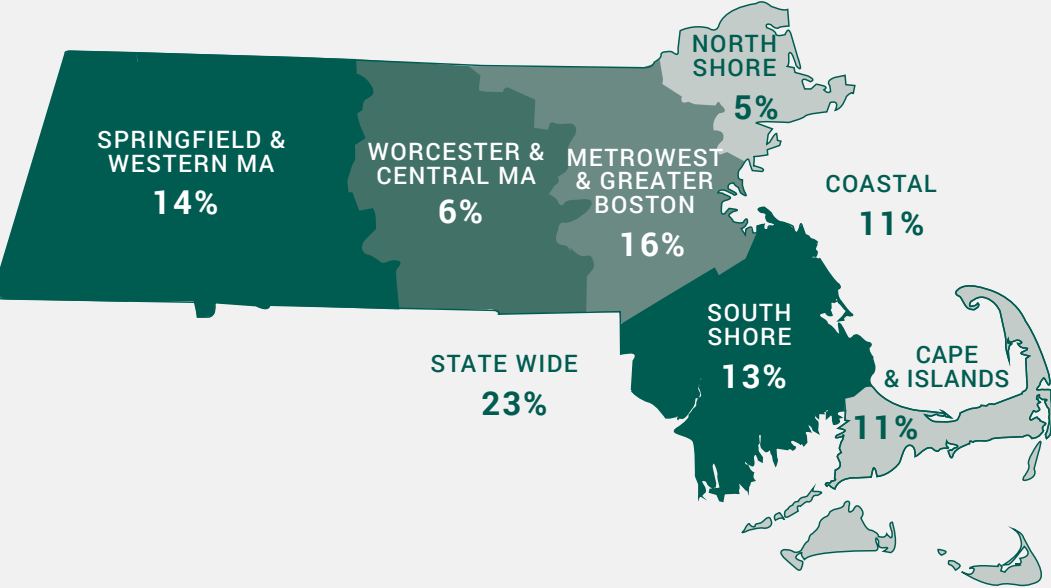 NORTH
SHORE
5%
SPRINGFIELD &
WESTERN MA
14%
WORCESTER &
CENTRAL MA
6%
METROWEST
& GREATER
BOSTON
16%
COASTAL
11%
SOUTH
SHORE
13%
STATE WIDE
23%
CAPE
& ISLANDS
11%